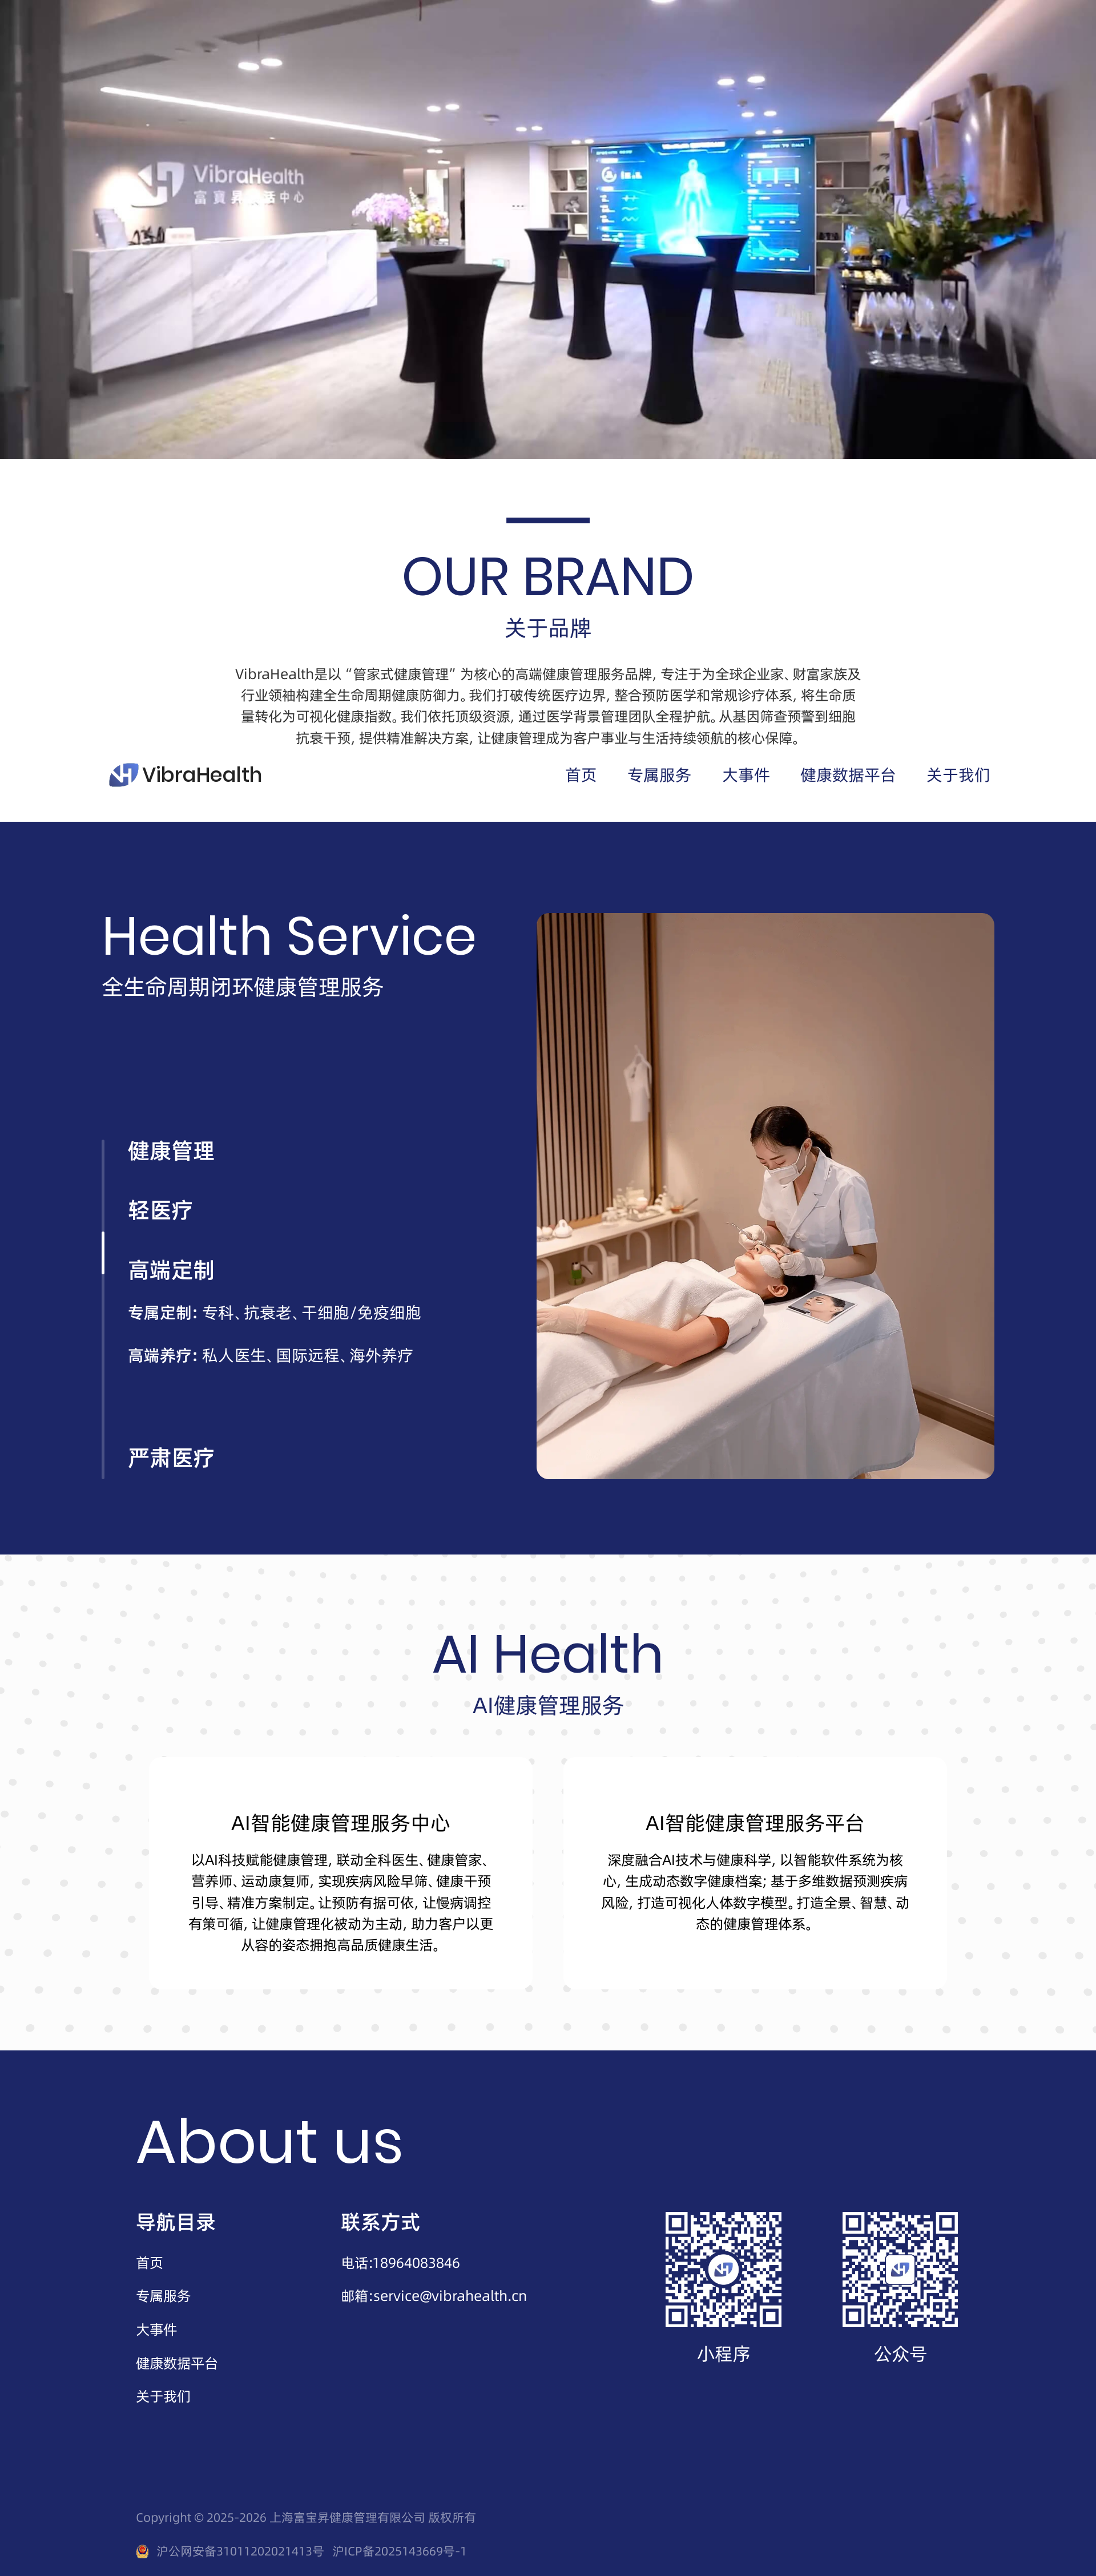 VibraHealth
OUR BRAND
关于品牌
VibraHealth是以“管家式健康管理”为核心的高端健康管理服务品牌，专注于为全球企业家、财富家族及
行业领袖构建全生命周期健康防御力。我们打破传统医疗边界，整合预防医学和常规诊疗体系，将生命质
量转化为可视化健康指数。我们依托顶级资源，通过医学背景管理团队全程护航。从基因筛查预警到细胞
抗衰干预，提供精准解决方案，让健康管理成为客户事业与生活持续领航的核心保障。
VibraHealth 首页 专属服务 大事件 健康数据平台 关于我们
Health Service
全生命周期闭环健康管理服务
健康管理
轻医疗
高端定制
专属定制：专科、抗衰老、干细胞/免疫细胞
高端养疗：私人医生、国际远程、海外养疗
严肃医疗
AI Health
AI健康管理服务
AI智能健康管理服务中心
以AI科技赋能健康管理，联动全科医生、健康管家、
营养师、运动康复师，实现疾病风险早筛、健康干预
引导、精准方案制定。让预防有据可依，让慢病调控
有策可循，让健康管理化被动为主动，助力客户以更
从容的姿态拥抱高品质健康生活。
AI智能健康管理服务平台
深度融合AI技术与健康科学，以智能软件系统为核
心，生成动态数字健康档案；基于多维数据预测疾病
风险，打造可视化人体数字模型。打造全景、智慧、动
态的健康管理体系。
About us
导航目录
首页
专属服务
大事件
健康数据平台
关于我们
联系方式
电话:18964083846
邮箱:service@vibrahealth.cn
小程序
公众号
Copyright © 2025-2026 上海富宝昇健康管理有限公司 版权所有
沪公网安备31011202021413号 沪ICP备2025143669号-1